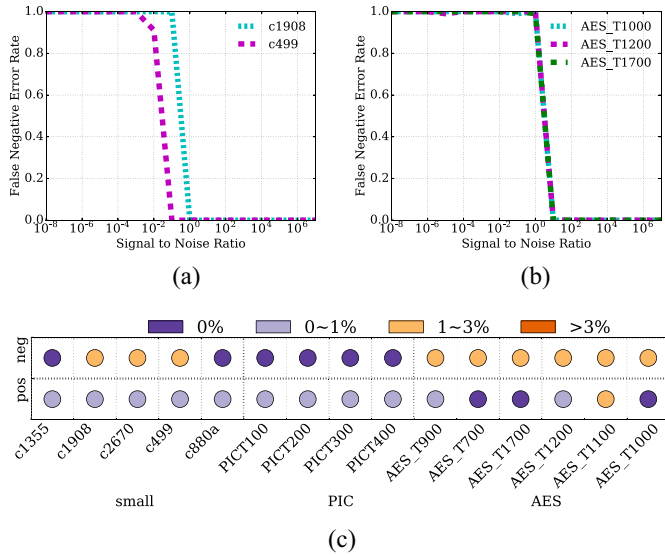 1.0
0.8
0.6
0.4
0.2
0.0
False Negative Error Rate
10^-8 10^-6 10^-4 10^-2 10^0 10^2 10^4 10^6
Signal to Noise Ratio
c1908
c499
(a)
1.0
0.8
0.6
0.4
0.2
0.0
False Negative Error Rate
10^-8 10^-6 10^-4 10^-2 10^0 10^2 10^4 10^6
Signal to Noise Ratio
AES_T1000
AES_T1200
AES_T1700
(b)
0% 0~1% 1~3% >3%
neg
pos
c1355 c1908 c2670 c499 c880a PICT100 PICT200 PICT300 PICT400 AES_T900 AES_T700 AES_T1700 AES_T1200 AES_T1100 AES_T1000
small PIC AES
(c)